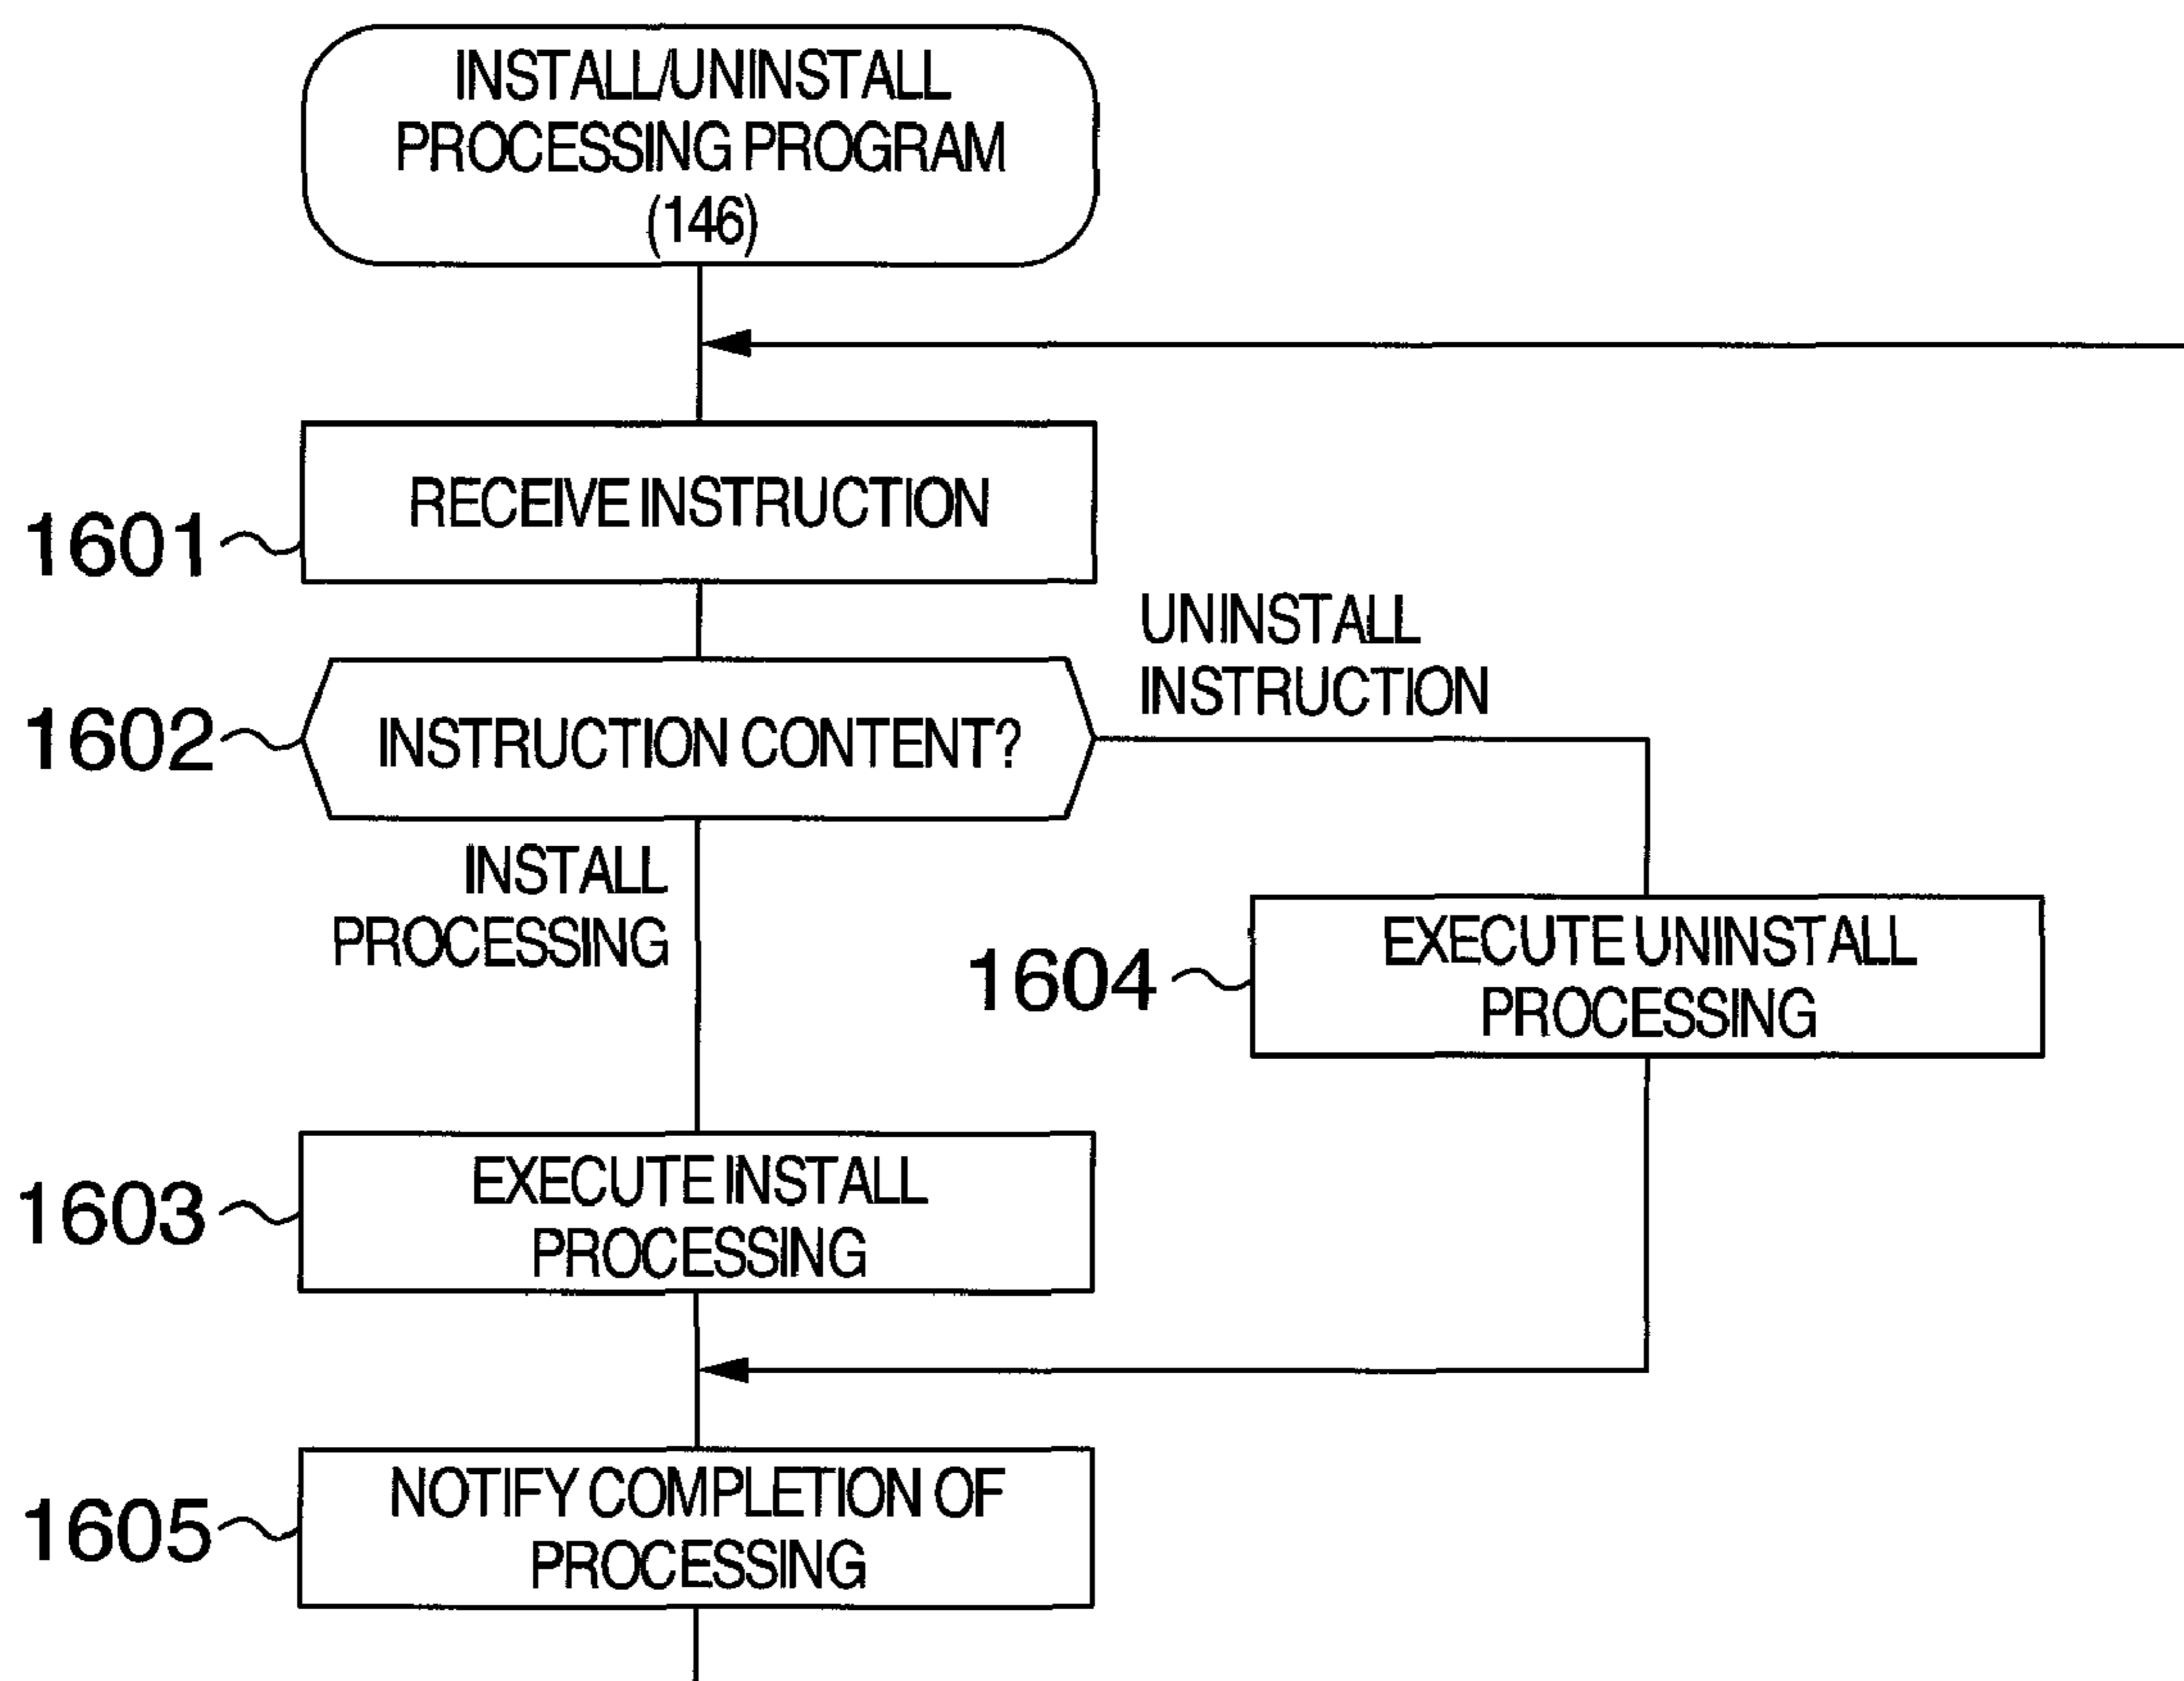 INSTALL/UNINSTALL
PROCESSING PROGRAM
(146)
RECEIVE INSTRUCTION
1601
UNINSTALL
INSTRUCTION
1602
INSTRUCTION CONTENT?
INSTALL
PROCESSING
1604
EXECUTE UNINSTALL
PROCESSING
1603
EXECUTE INSTALL
PROCESSING
1605
NOTIFY COMPLETION OF
PROCESSING